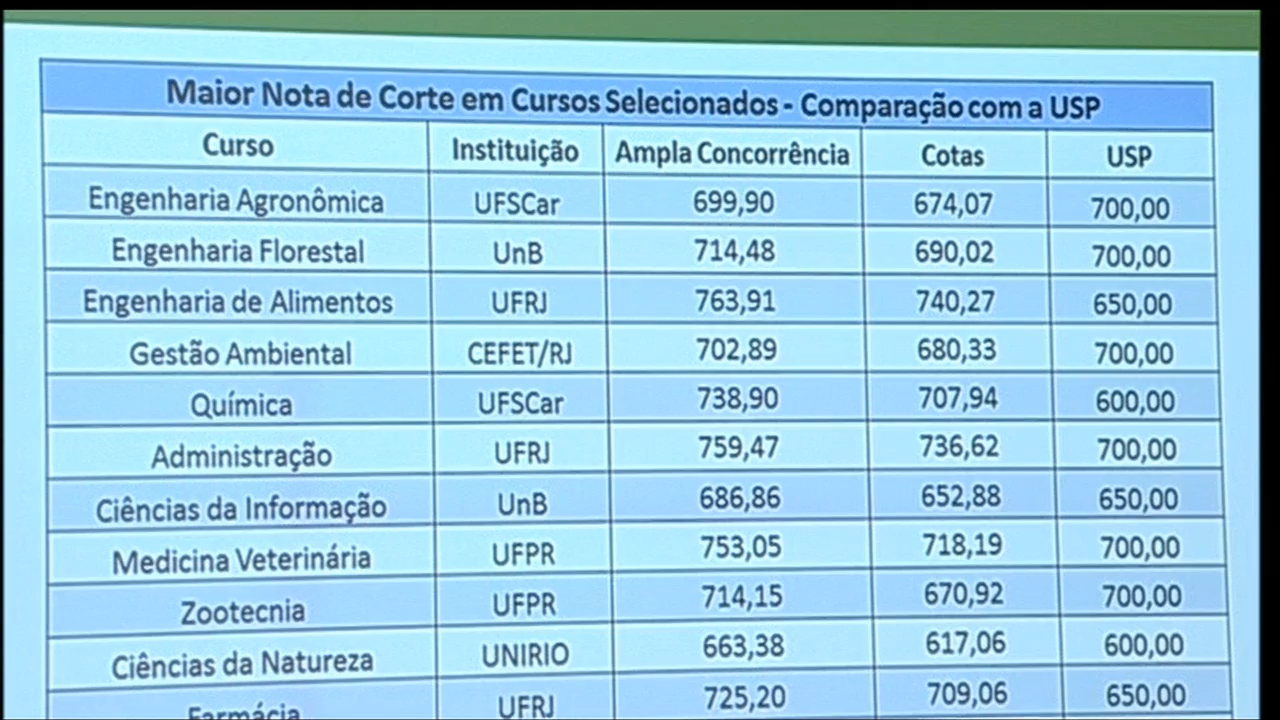 Maior Nota de Corte em Cursos Selecionados - Comparação com a USP
Curso Instituição Ampla Concorrência Cotas USP
Engenharia Agronômica UFSCar 699,90 674,07 700,00
Engenharia Florestal UnB 714,48 690,02 700,00
Engenharia de Alimentos UFRJ 763,91 740,27 650,00
Gestão Ambiental CEFET/RJ 702,89 680,33 700,00
Química UFSCar 738,90 707,94 600,00
Administração UFRJ 759,47 736,62 700,00
Ciências da Informação UnB 686,86 652,88 650,00
Medicina Veterinária UFPR 753,05 718,19 700,00
Zootecnia UFPR 714,15 670,92 700,00
Ciências da Natureza UNIRIO 663,38 617,06 600,00
Farmácia UFRJ 725,20 709,06 650,00